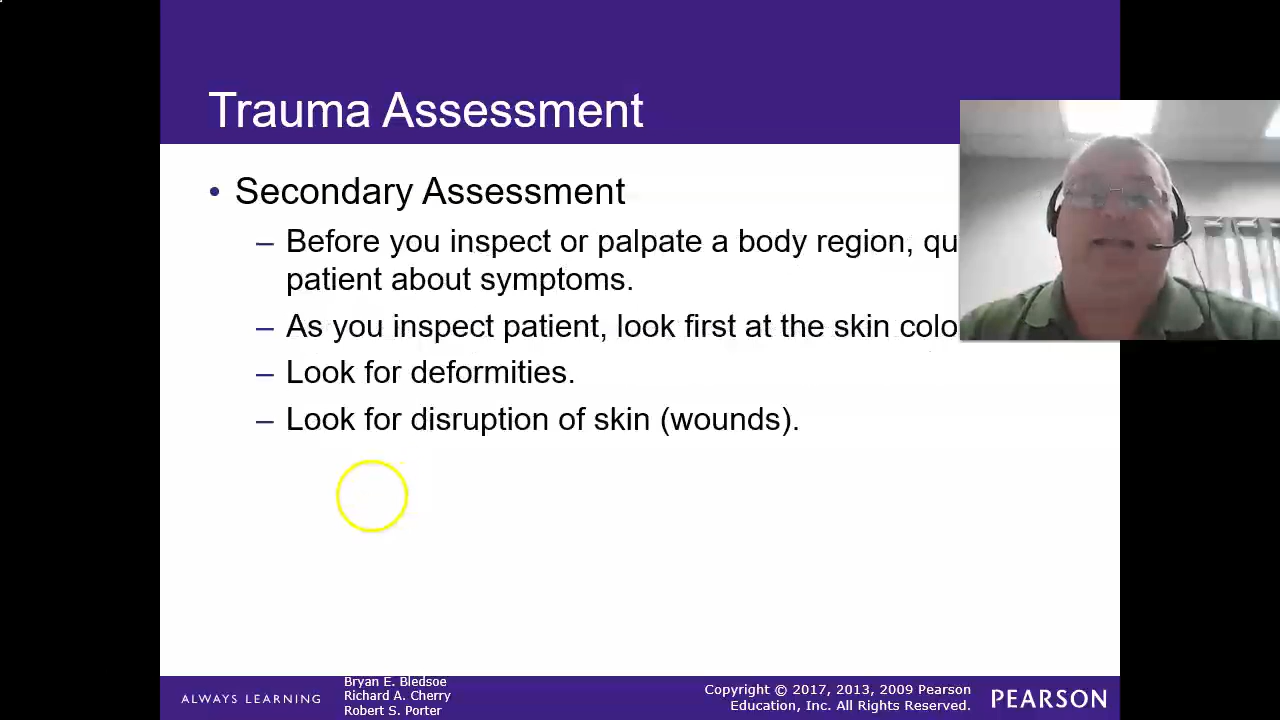 Trauma Assessment
• Secondary Assessment
– Before you inspect or palpate a body region,
patient about symptoms.
– As you inspect patient, look first at the skin
– Look for deformities.
– Look for disruption of skin (wounds).
ALWAYS LEARNING
Bryan E. Bledsoe
Richard A. Cherry
Robert S. Porter
Copyright © 2017, 2013, 2009 Pearson
Education, Inc. All Rights Reserved.
PEARSON